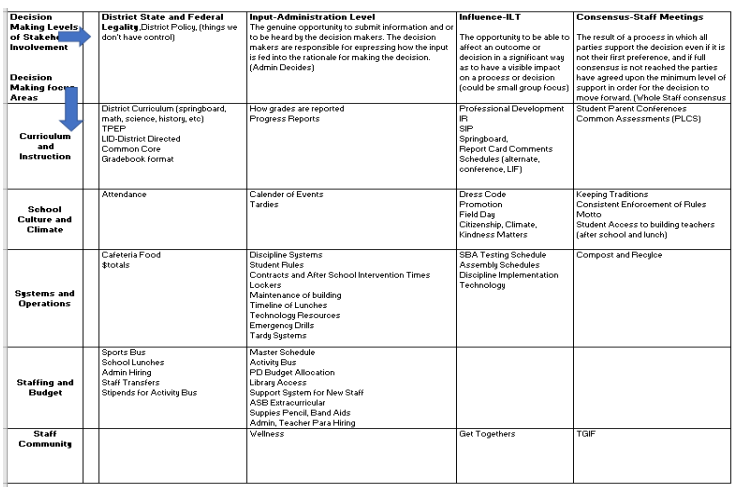 Decision
Making Levels
of Stakeho
Involvement
Decision
Making focus
Areas
District State and Federal
Legality,District Policy, (things we
don't have control)
Input-Administration Level
The genuine opportunity to submit information and or
to be heard by the decision makers. The decision
makers are responsible for expressing how the input
is fed into the rationale for making the decision.
(Admin Decides)
Influence-ILT
The opportunity to be able to
affect an outcome or
decision in a significant way
as to have a visible impact
on a process or decision
(could be small group focus)
Consensus-Staff Meetings
The result of a process in which all
parties support the decision even if it is
not their first preference, and if full
consensus is not reached the parties
have agreed upon the minimum level of
support in order for the decision to
move forward. (Whole Staff consensus
Curriculum
and
Instruction
District Curriculum (springboard,
math, science, history, etc)
TPEP
LID-District Directed
Common Core
Gradebook format
How grades are reported
Progress Reports
Professional Development
IR
SIP
Springboard,
Report Card Comments
Schedules (alternate,
conference, LIF)
Student Parent Conferences
Common Assessments (PLCS)
School
Culture and
Climate
Attendance
Calender of Events
Tardies
Dress Code
Promotion
Field Day
Citizenship, Climate,
Kindness Matters
Keeping Traditions
Consistent Enforcement of Rules
Motto
Student Access to building teachers
(after school and lunch)
Systems and
Operations
Cafeteria Food
$totals
Discipline Systems
Student Rules
Contracts and After School Intervention Times
Lockers
Maintenance of building
Timeline of Lunches
Technology Resources
Emergency Drills
Tardy Systems
SBA Testing Schedule
Assembly Schedules
Discipline Implementation
Technology
Compost and Recylce
Staffing and
Budget
Sports Bus
School Lunches
Admin Hiring
Staff Transfers
Stipends for Activity Bus
Master Schedule
Activity Bus
PD Budget Allocation
Library Access
Support System for New Staff
ASB Extracurricular
Suppies Pencil, Band Aids
Admin, Teacher Para Hiring
Staff
Community
Wellness
Get Togethers
TGIF